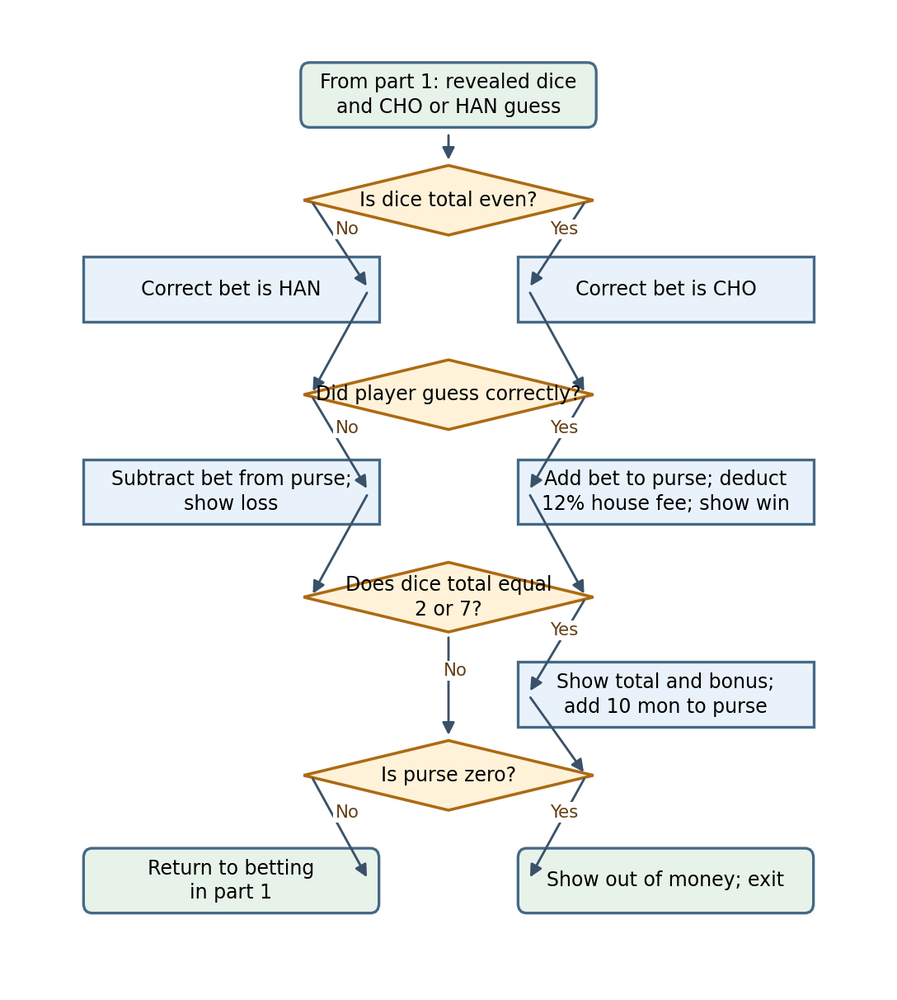 From part 1: revealed dice
and CHO or HAN guess
Is dice total even?
No
Yes
Correct bet is HAN
Correct bet is CHO
Did player guess correctly?
No
Yes
Subtract bet from purse;
show loss
Add bet to purse; deduct
12% house fee; show win
Does dice total equal
2 or 7?
Yes
No
Show total and bonus;
add 10 mon to purse
Is purse zero?
No
Yes
Return to betting
in part 1
Show out of money; exit